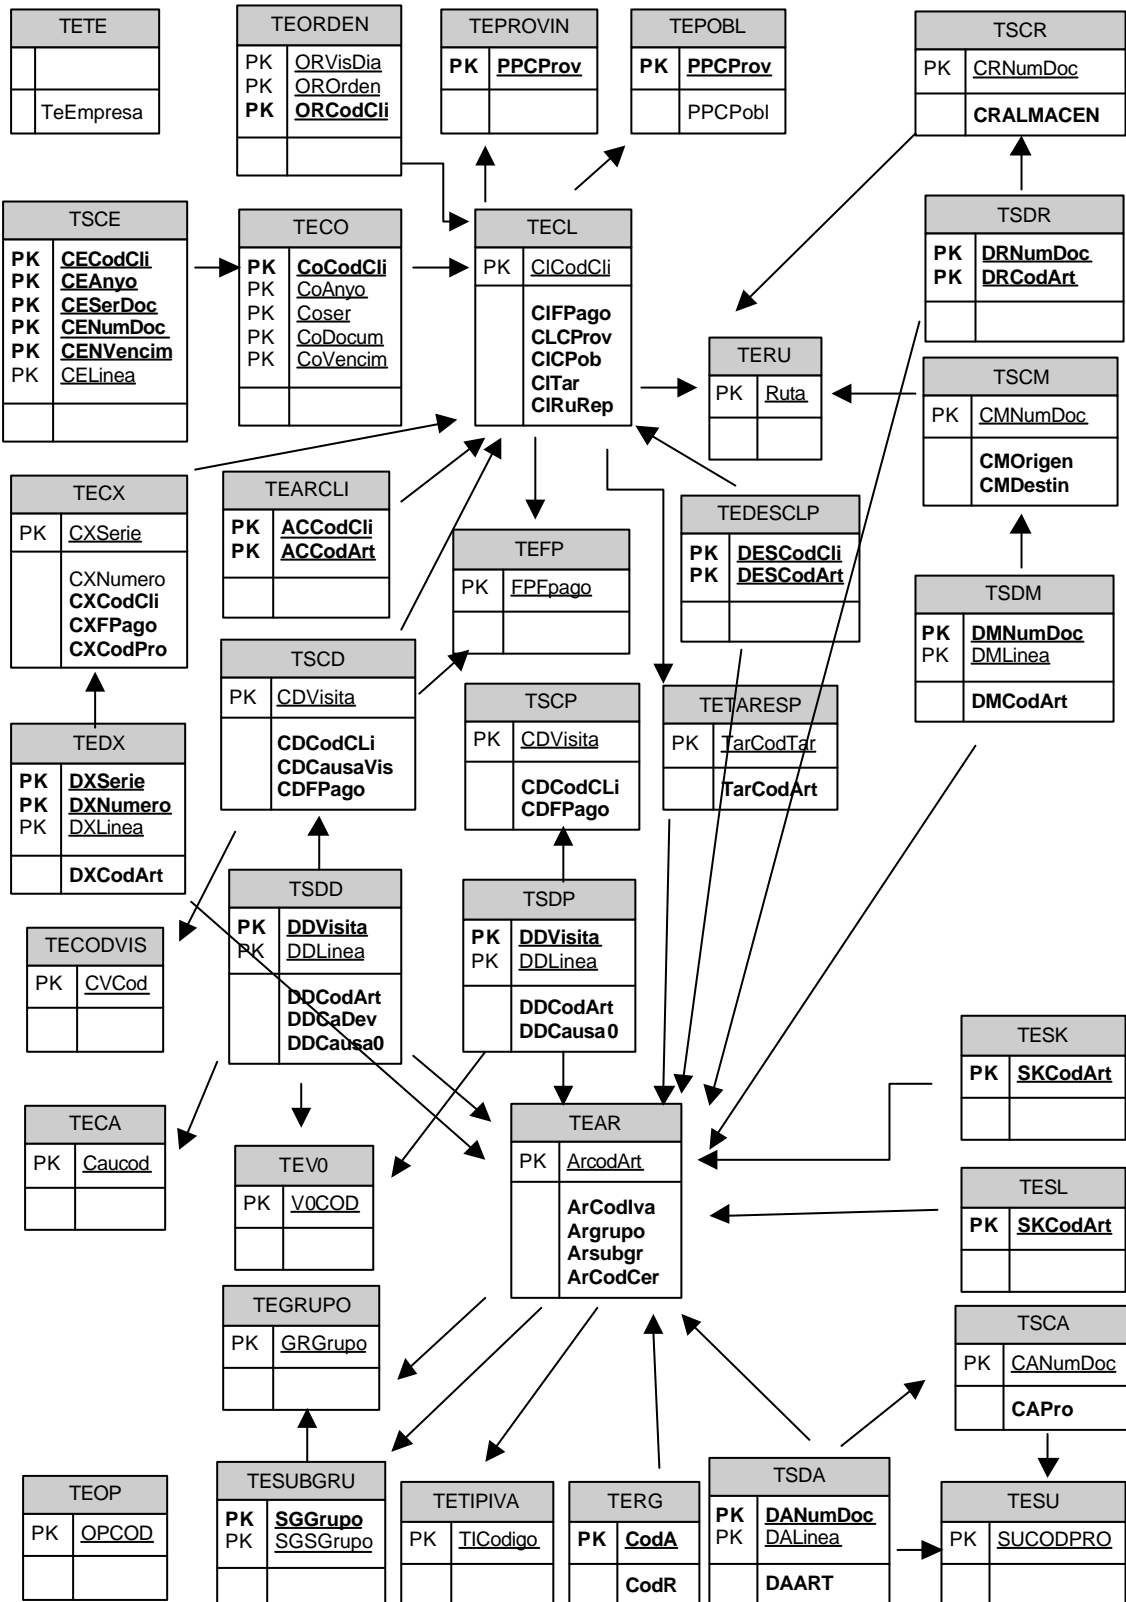 TETE
TeEmpresa
TEORDEN
PK ORVisDia
PK OROrden
PK ORCodCli
TEPROVIN
PK PPCProv
TEPOBL
PK PPCProv
PPCPobl
TSCR
PK CRNumDoc
CRALMACEN
TSCE
PK CECodCli
PK CEAnyo
PK CESerDoc
PK CENumDoc
PK CENVencim
PK CELinea
TECO
PK CoCodCli
PK CoAnyo
PK Coser
PK CoDocum
PK CoVencim
TECL
PK ClCodCli
ClFPago
CLCProv
ClCPob
ClTar
ClRuRep
TSDR
PK DRNumDoc
PK DRCodArt
TERU
PK Ruta
TSCM
PK CMNumDoc
CMOrigen
CMDestin
TECX
PK CXSerie
CXNumero
CXCodCli
CXFPago
CXCodPro
TEARCLI
PK ACCodCli
PK ACCodArt
TEFP
PK FPFpago
TEDESCLP
PK DESCodCli
PK DESCodArt
TSDM
PK DMNumDoc
PK DMLinea
DMCodArt
TSCD
PK CDVisita
CDCodCLi
CDCausaVis
CDFPago
TSCP
PK CDVisita
CDCodCLi
CDFPago
TETARESP
PK TarCodTar
TarCodArt
TEDX
PK DXSerie
PK DXNumero
PK DXLinea
DXCodArt
TSDD
PK DDVisita
PK DDLinea
DDCodArt
DDCaDev
DDCausa0
TSDP
PK DDVisita
PK DDLinea
DDCodArt
DDCausa0
TECODVIS
PK CVCod
TESK
PK SKCodArt
TECA
PK Caucod
TEV0
PK V0COD
TEAR
PK ArcodArt
ArCodIva
Argrupo
Arsubgr
ArCodCer
TESL
PK SKCodArt
TEGRUPO
PK GRGrupo
TSCA
PK CANumDoc
CAPro
TEOP
PK OPCOD
TESUBGRU
PK SGGrupo
PK SGSGrupo
TETIPIVA
PK TICodigo
TERG
PK CodA
CodR
TSDA
PK DANumDoc
PK DALinea
DAART
TESU
PK SUCODPRO